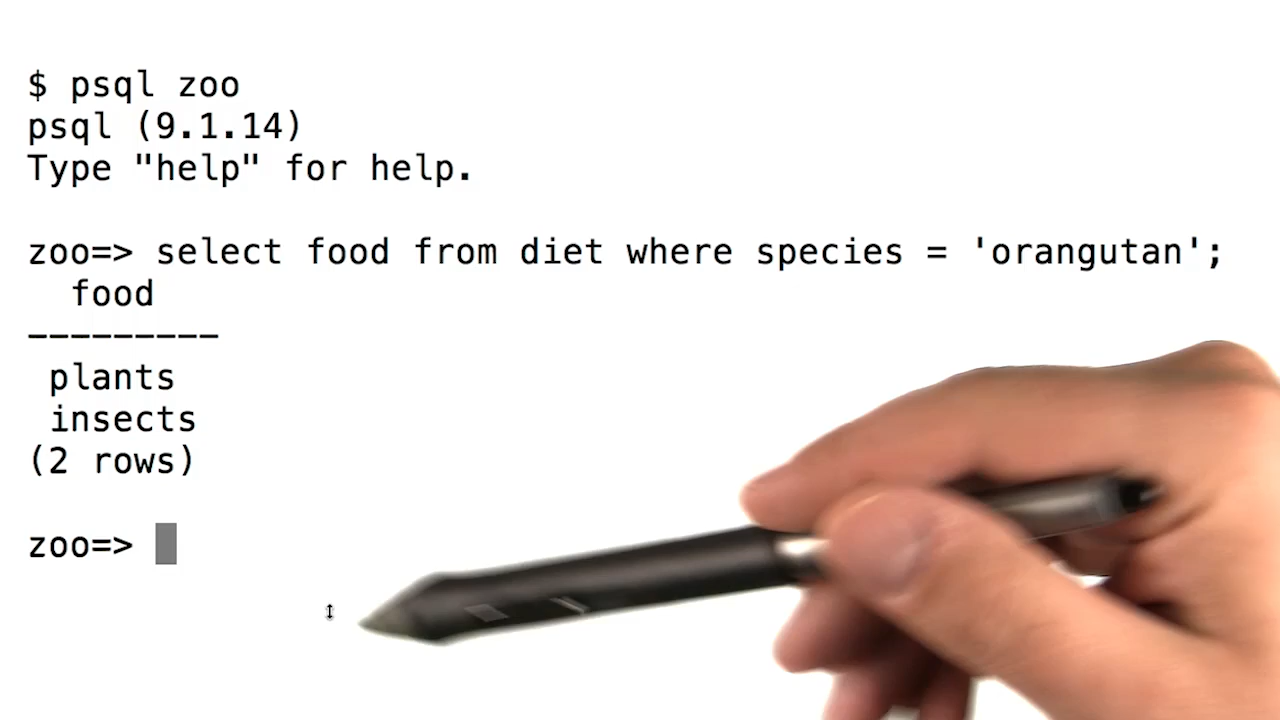 $ psql zoo
psql (9.1.14)
Type "help" for help.
zoo=> select food from diet where species = 'orangutan';
food
---------
plants
insects
(2 rows)
zoo=>